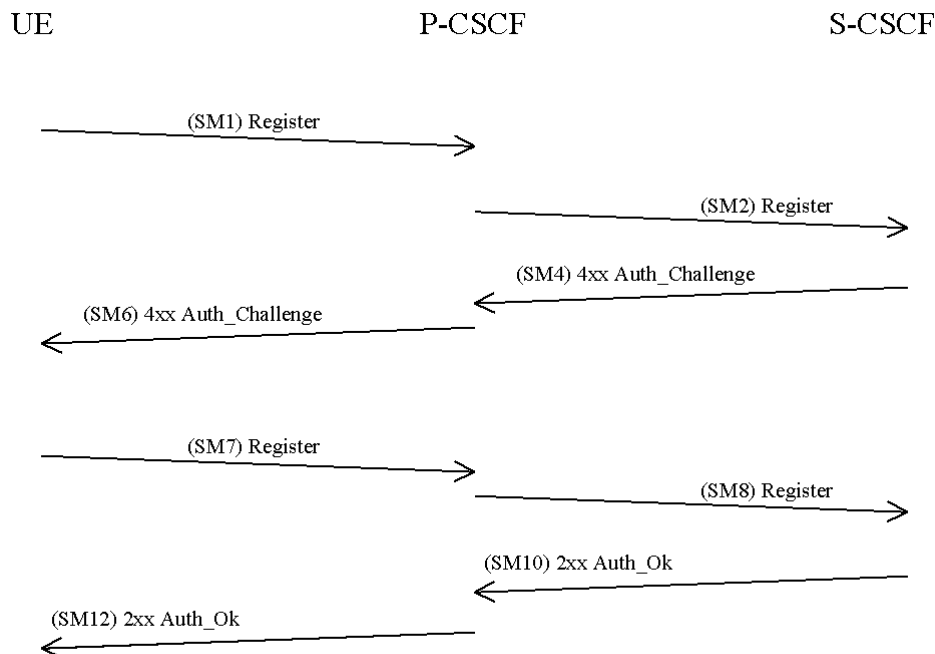 UE P-CSCF S-CSCF
(SM1) Register
(SM2) Register
(SM4) 4xx Auth_Challenge
(SM6) 4xx Auth_Challenge
(SM7) Register
(SM8) Register
(SM10) 2xx Auth_Ok
(SM12) 2xx Auth_Ok